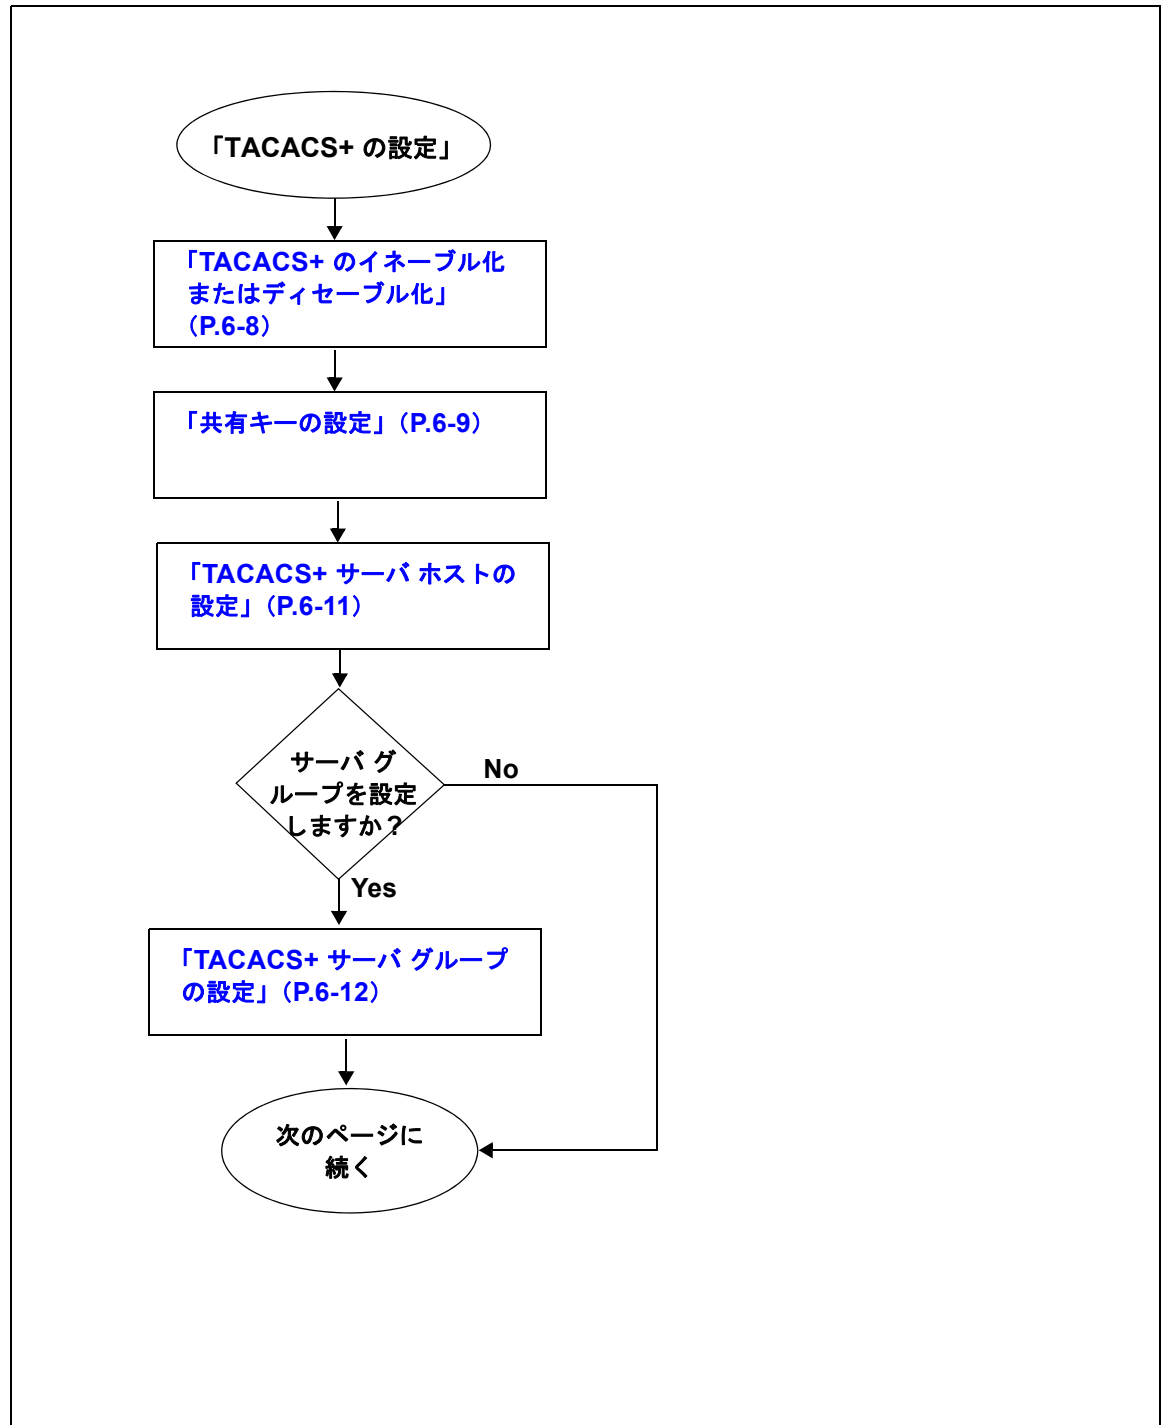 「TACACS+ の設定」
「TACACS+ のイネーブル化
またはディセーブル化」
（P.6-8）
「共有キーの設定」（P.6-9）
「TACACS+ サーバ ホストの
設定」（P.6-11）
サーバ グ
ループを設定
しますか？
No
Yes
「TACACS+ サーバ グループ
の設定」（P.6-12）
次のページに
続く